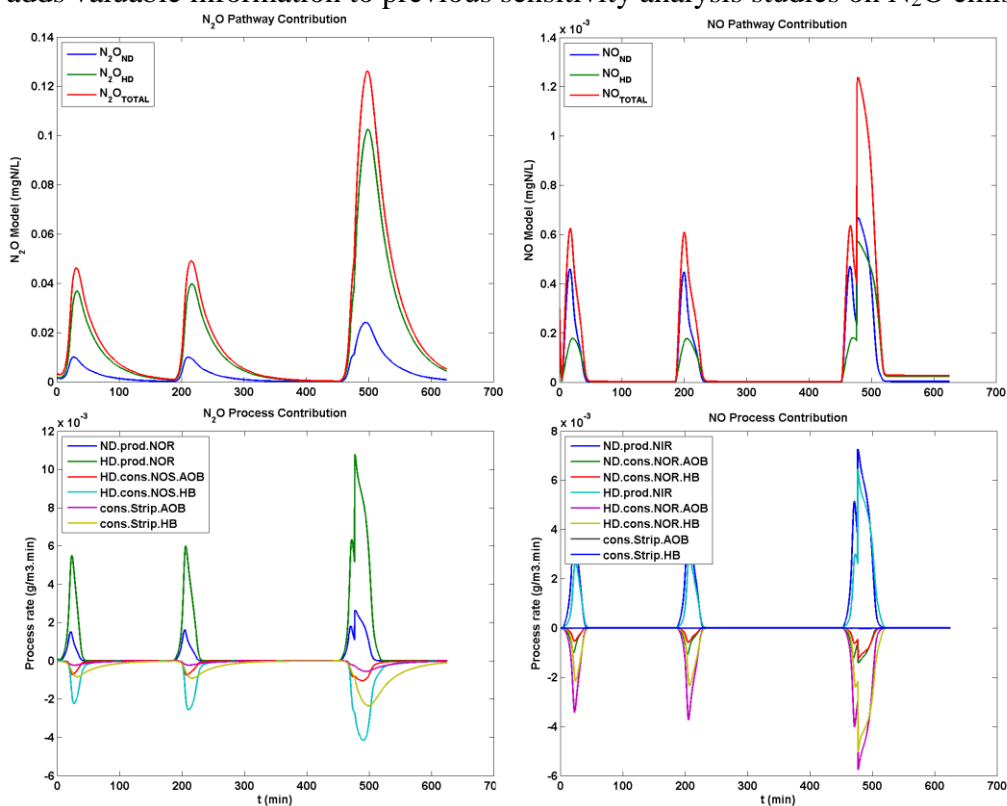 adds valuable information to previous sensitivity analysis studies on N₂O emis
N₂O Pathway Contribution
0.14
0.12
0.1
0.08
0.06
0.04
0.02
0
N₂O Model (mgN/L)
N₂O_ND
N₂O_HD
N₂O_TOTAL
0 100 200 300 400 500 600 700
x 10⁻³
NO Pathway Contribution
1.4
1.2
1
0.8
0.6
0.4
0.2
0
NO Model (mgN/L)
NO_ND
NO_HD
NO_TOTAL
0 100 200 300 400 500 600 700
x 10⁻³
N₂O Process Contribution
12
10
8
6
4
2
0
-2
-4
-6
Process rate (g/m3.min)
ND.prod.NOR
HD.prod.NOR
HD.cons.NOS.AOB
HD.cons.NOS.HB
cons.Strip.AOB
cons.Strip.HB
0 100 200 300 400 500 600 70
t (min)
x 10⁻³
NO Process Contribution
8
6
4
2
0
-2
-4
-6
Process rate (g/m3.min)
ND.prod.NIR
ND.cons.NOR.AOB
ND.cons.NOR.HB
HD.prod.NIR
HD.cons.NOR.AOB
HD.cons.NOR.HB
cons.Strip.AOB
cons.Strip.HB
0 100 200 300 400 500 600 700
t (min)